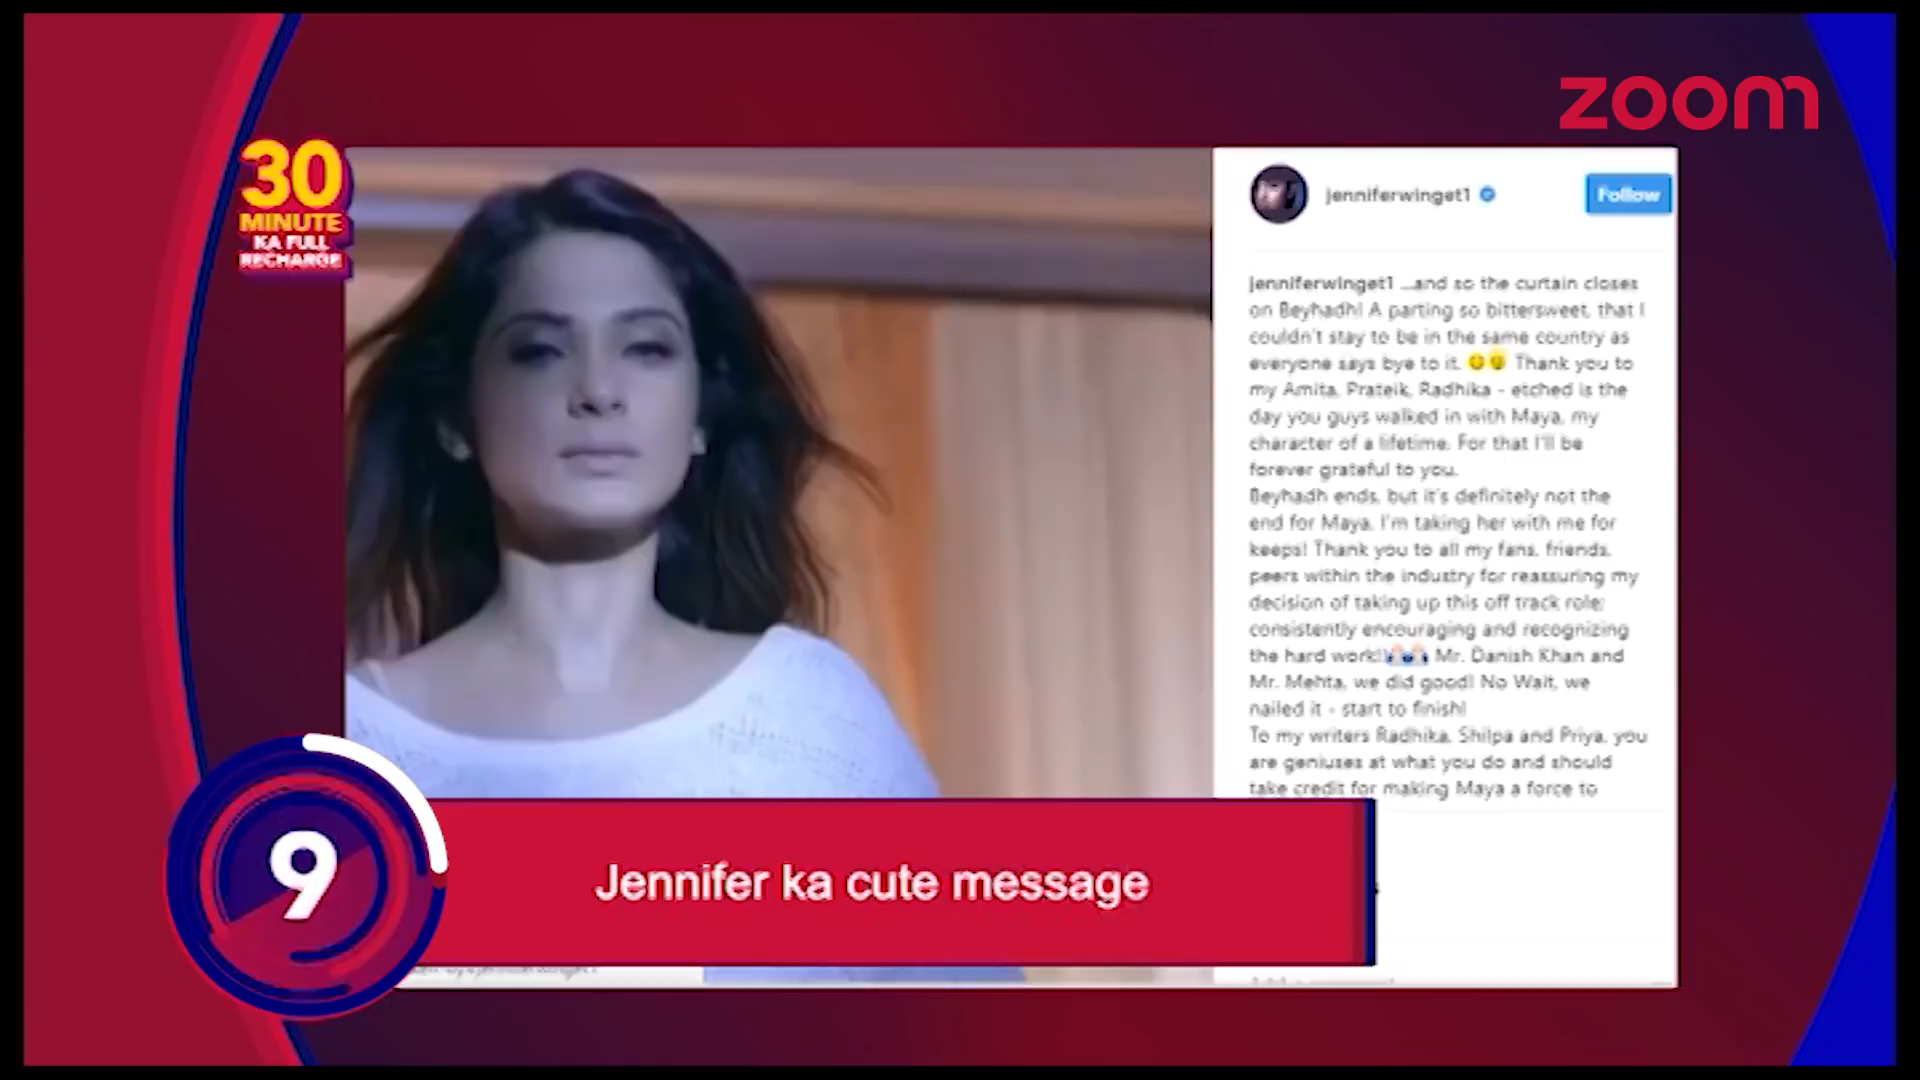 zoom
30
MINUTE
KA FULL
RECHARGE
jenniferwinget1
Follow
jenniferwinget1 ...and so the curtain closes
on Beyhadh! A parting so bittersweet, that I
couldn't stay to be in the same country as
everyone says bye to it. 😊😉 Thank you to
my Amita, Prateik, Radhika - etched is the
day you guys walked in with Maya, my
character of a lifetime. For that I'll be
forever grateful to you.
Beyhadh ends, but it's definitely not the
end for Maya, I'm taking her with me for
keeps! Thank you to all my fans, friends,
peers within the industry for reassuring my
decision of taking up this off track role;
consistently encouraging and recognizing
the hard work! Mr. Danish Khan and
Mr. Mehta, we did good! No Wait, we
nailed it - start to finish!
To my writers Radhika, Shilpa and Priya, you
are geniuses at what you do and should
take credit for making Maya a force to
9
Jennifer ka cute message